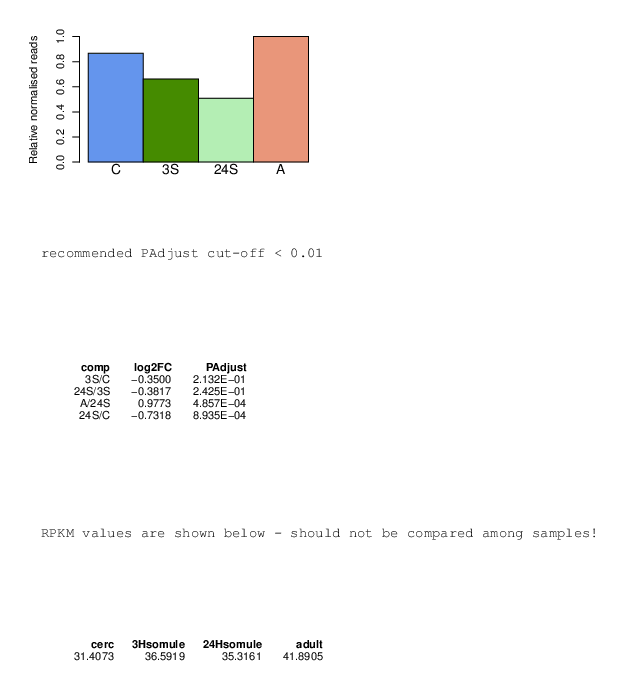 Relative normalised reads
1.0
0.8
0.6
0.4
0.2
0.0
C 3S 24S A
recommended PAdjust cut-off < 0.01
comp log2FC PAdjust
3S/C −0.3500 2.132E−01
24S/3S −0.3817 2.425E−01
A/24S 0.9773 4.857E−04
24S/C −0.7318 8.935E−04
RPKM values are shown below - should not be compared among samples!
cerc 3Hsomule 24Hsomule adult
31.4073 36.5919 35.3161 41.8905